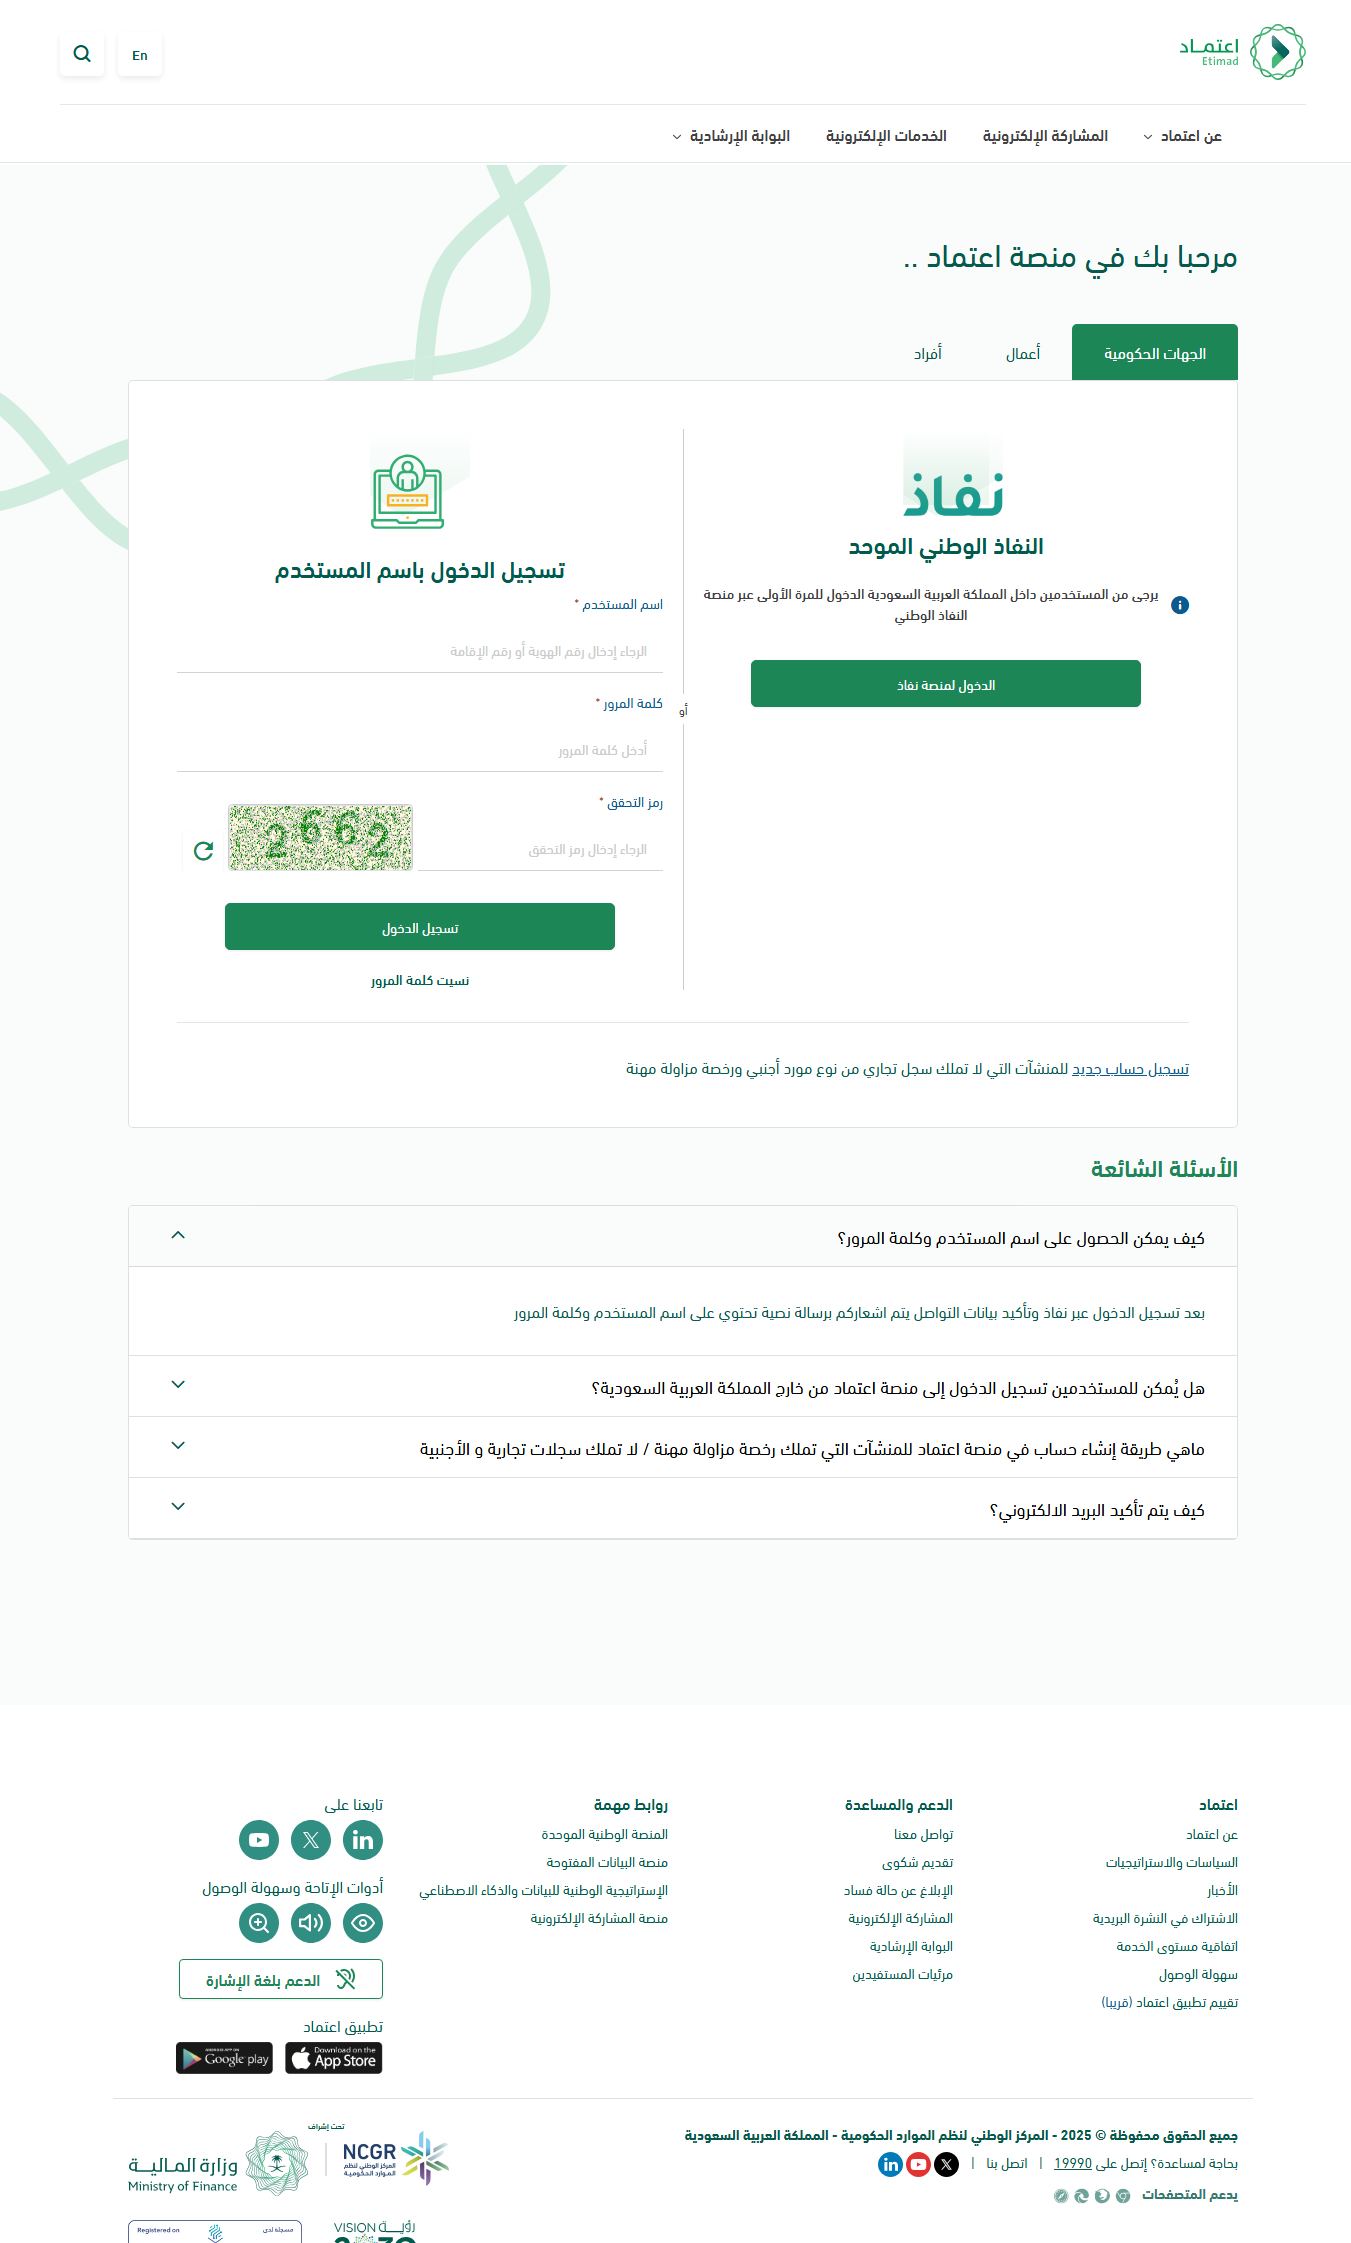 اعتماد
Etimad
En
عن اعتماد
المشاركة الإلكترونية
الخدمات الإلكترونية
البوابة الإرشادية
مرحبا بك في منصة اعتماد ..
الجهات الحكومية
أعمال
أفراد
نفاذ
النفاذ الوطني الموحد
يرجى من المستخدمين داخل المملكة العربية السعودية الدخول للمرة الأولى عبر منصة
النفاذ الوطني
الدخول لمنصة نفاذ
أو
تسجيل الدخول باسم المستخدم
اسم المستخدم *
الرجاء إدخال رقم الهوية أو رقم الإقامة
كلمة المرور *
أدخل كلمة المرور
رمز التحقق *
الرجاء إدخال رمز التحقق
2662
تسجيل الدخول
نسيت كلمة المرور
تسجيل حساب جديد للمنشآت التي لا تملك سجل تجاري من نوع مورد أجنبي ورخصة مزاولة مهنة
الأسئلة الشائعة
كيف يمكن الحصول على اسم المستخدم وكلمة المرور؟
بعد تسجيل الدخول عبر نفاذ وتأكيد بيانات التواصل يتم اشعاركم برسالة نصية تحتوي على اسم المستخدم وكلمة المرور
هل يُمكن للمستخدمين تسجيل الدخول إلى منصة اعتماد من خارج المملكة العربية السعودية؟
ماهي طريقة إنشاء حساب في منصة اعتماد للمنشآت التي تملك رخصة مزاولة مهنة / لا تملك سجلات تجارية و الأجنبية
كيف يتم تأكيد البريد الالكتروني؟
اعتماد
عن اعتماد
السياسات والاستراتيجيات
الأخبار
الاشتراك في النشرة البريدية
اتفاقية مستوى الخدمة
سهولة الوصول
تقييم تطبيق اعتماد (قريبا)
الدعم والمساعدة
تواصل معنا
تقديم شكوى
الإبلاغ عن حالة فساد
المشاركة الإلكترونية
البوابة الإرشادية
مرئيات المستفيدين
روابط مهمة
المنصة الوطنية الموحدة
منصة البيانات المفتوحة
الإستراتيجية الوطنية للبيانات والذكاء الاصطناعي
منصة المشاركة الإلكترونية
تابعنا على
أدوات الإتاحة وسهولة الوصول
الدعم بلغة الإشارة
تطبيق اعتماد
Download on the
App Store
ANDROID APP ON
Google play
جميع الحقوق محفوظة © 2025 - المركز الوطني لنظم الموارد الحكومية - المملكة العربية السعودية
بحاجة لمساعدة؟ إتصل على 19990 | اتصل بنا |
يدعم المتصفحات
تحت إشراف
NCGR
المركز الوطني لنظم
الموارد الحكومية
وزارة المالية
Ministry of Finance
VISION رؤية
2030
مسجلة لدى
Registered on